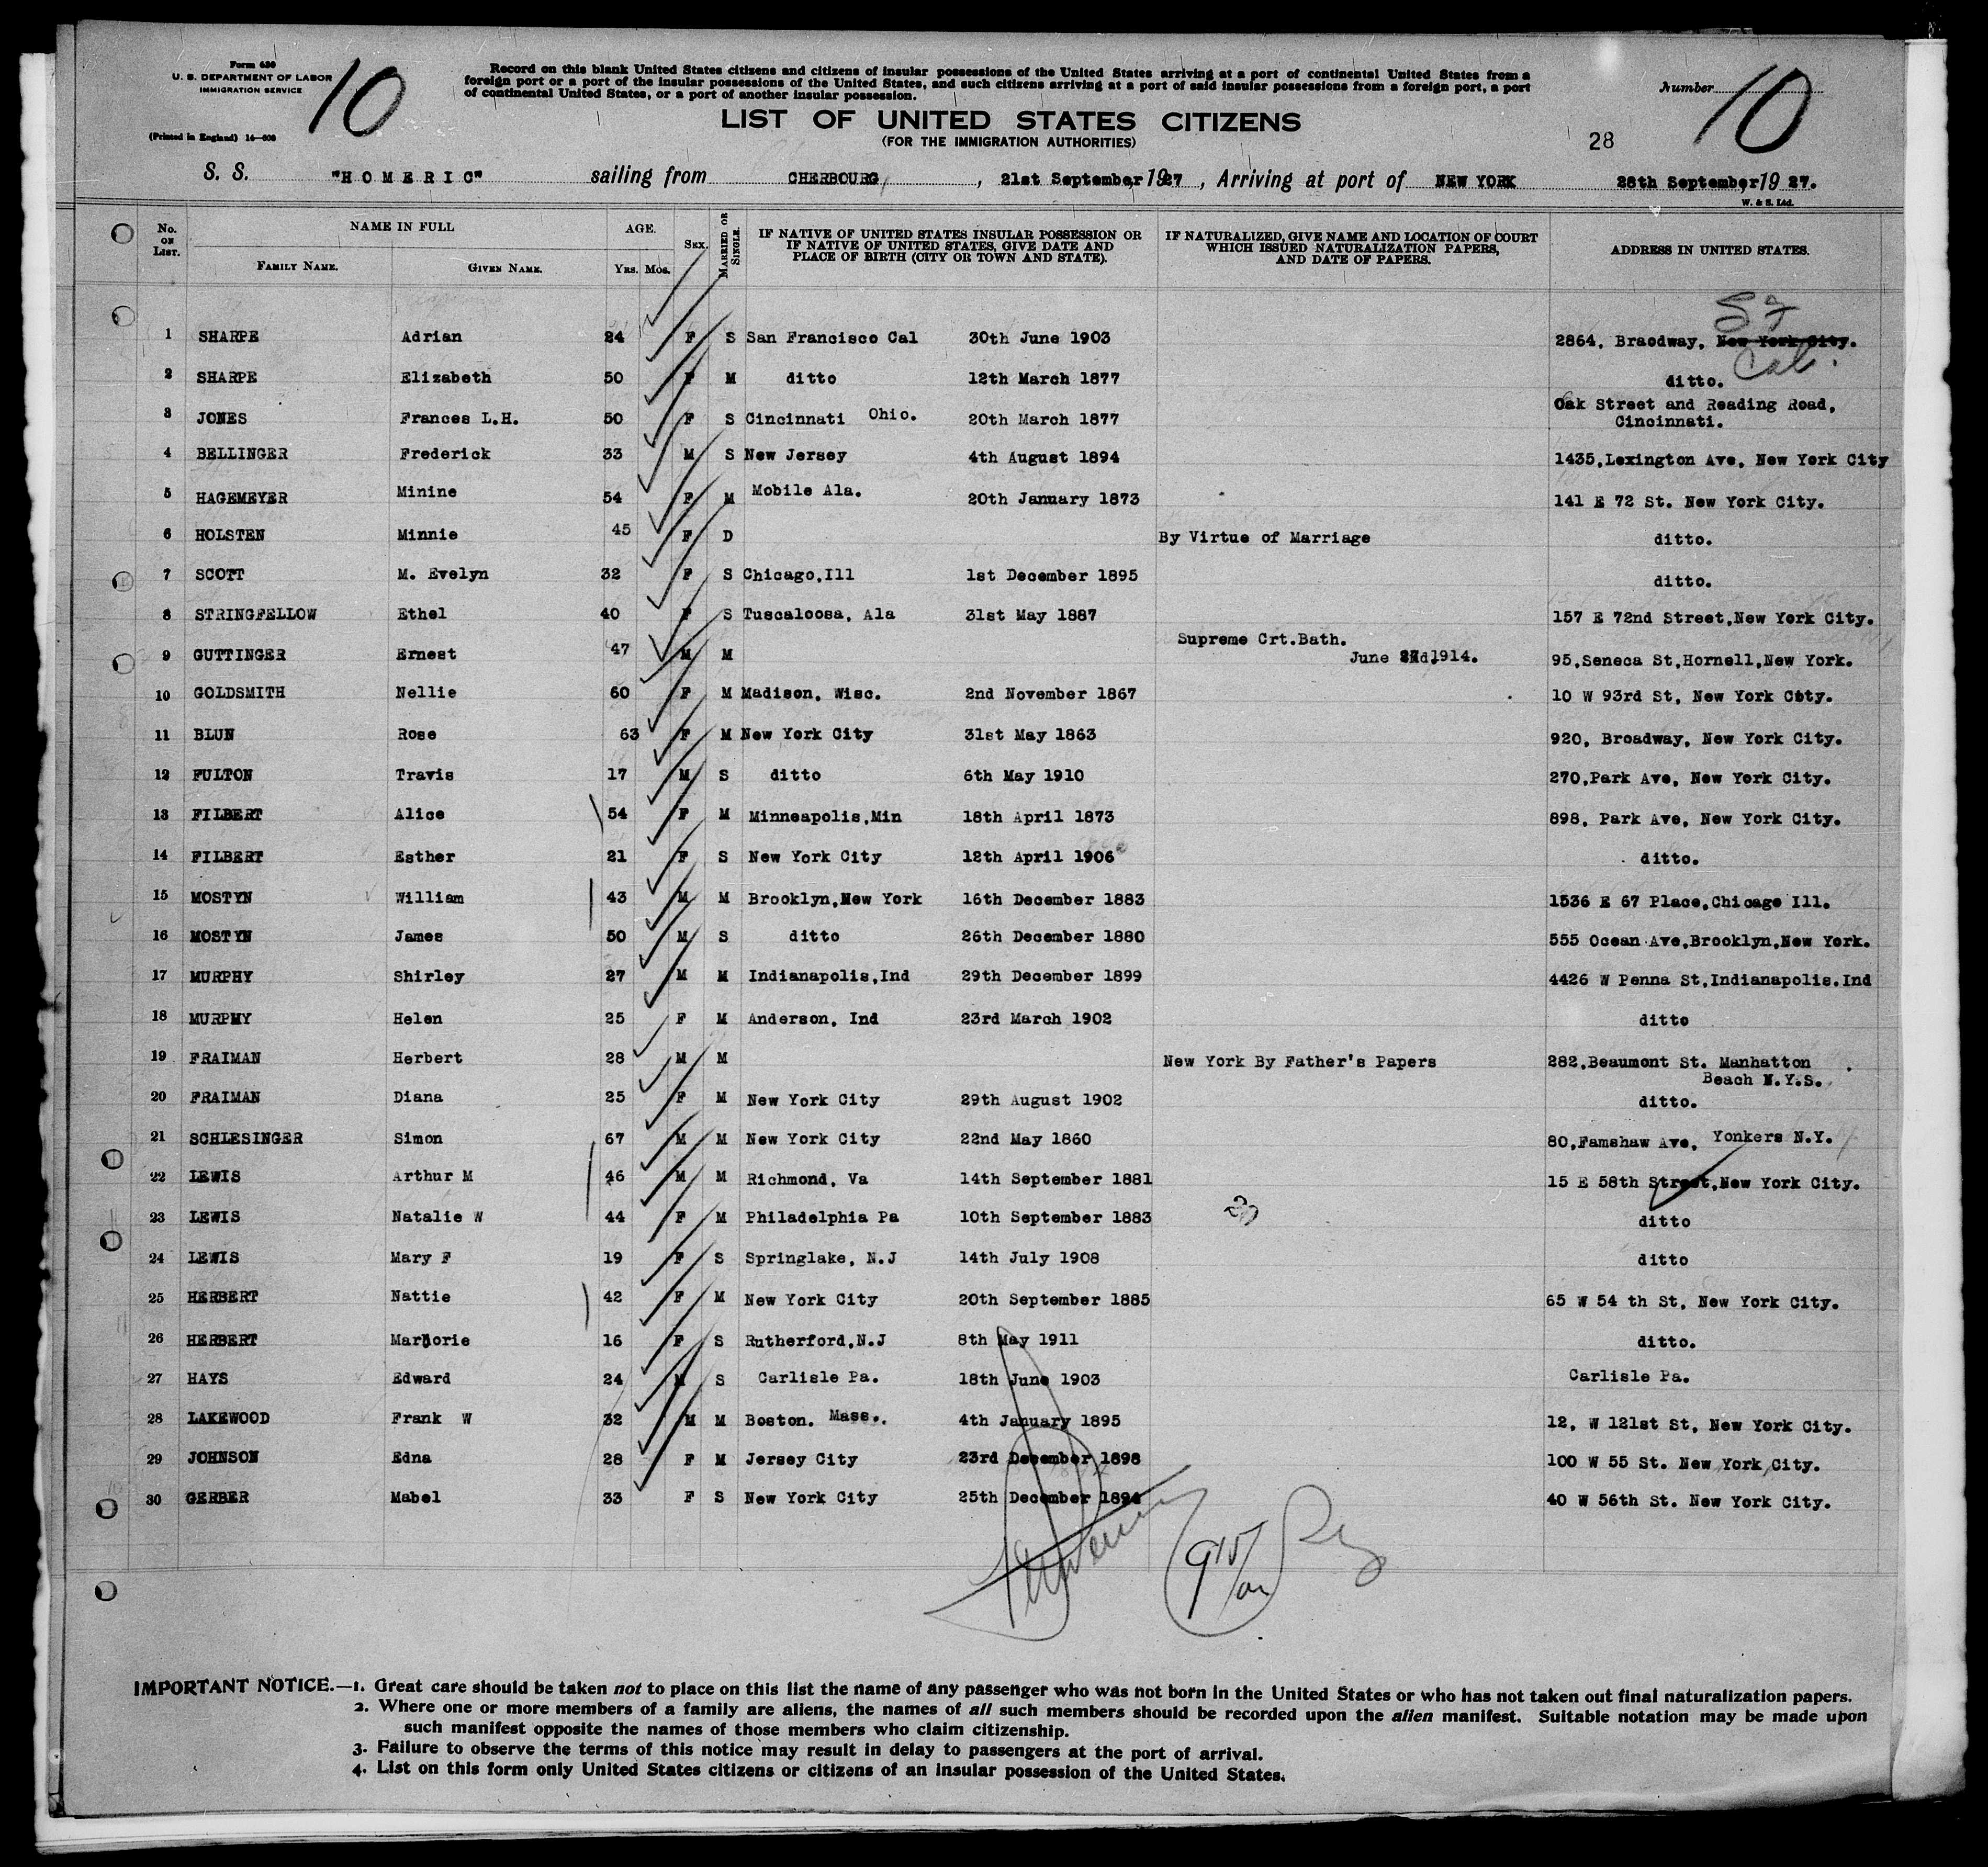 Form 630
U. S. DEPARTMENT OF LABOR
IMMIGRATION SERVICE
(Printed in England) 14—608
10
Record on this blank United States citizens and citizens of insular possessions of the United States arriving at a port of continental United States from a
foreign port or a port of the insular possessions of the United States, and such citizens arriving at a port of said insular possessions from a foreign port, a port
of continental United States, or a port of another insular possession.
Number 10
LIST OF UNITED STATES CITIZENS
(FOR THE IMMIGRATION AUTHORITIES)
28
S. S. "HOMERIC" sailing from CHERBOURG, 21st September, 1927, Arriving at port of NEW YORK 28th September, 1927.
W. & S. Ltd.
No. ON LIST. NAME IN FULL FAMILY NAME. GIVEN NAME. AGE. YRS. MOS. SEX. MARRIED OR SINGLE. IF NATIVE OF UNITED STATES INSULAR POSSESSION OR IF NATIVE OF UNITED STATES, GIVE DATE AND PLACE OF BIRTH (CITY OR TOWN AND STATE). IF NATURALIZED, GIVE NAME AND LOCATION OF COURT WHICH ISSUED NATURALIZATION PAPERS, AND DATE OF PAPERS. ADDRESS IN UNITED STATES.
1 SHARPE Adrian 24 F S San Francisco Cal 30th June 1903 2864, Braodway, New York City. Cal.
2 SHARPE Elizabeth 50 F M ditto 12th March 1877 ditto.
3 JONES Frances L.H. 50 F S Cincinnati Ohio. 20th March 1877 Oak Street and Reading Road,
Cincinnati.
4 BELLINGER Frederick 33 M S New Jersey 4th August 1894 1435,Lexington Ave, New York City
5 HAGEMEYER Minine 54 F M Mobile Ala. 20th January 1873 141 E 72 St. New York City.
6 HOLSTEN Minnie 45 F D By Virtue of Marriage ditto.
7 SCOTT M. Evelyn 32 F S Chicago,Ill 1st December 1895 ditto.
8 STRINGFELLOW Ethel 40 F S Tuscaloosa, Ala 31st May 1887 157 E 72nd Street,New York City.
9 GUTTINGER Ernest 47 M M Supreme Crt.Bath.
June 1914. 95,Seneca St,Hornell,New York.
10 GOLDSMITH Nellie 60 F M Madison, Wisc. 2nd November 1867 10 W 93rd St, New York City.
11 BLUN Rose 63 F M New York City 31st May 1863 920, Broadway, New York City.
12 FULTON Travis 17 M S ditto 6th May 1910 270,Park Ave, New York City.
13 FILBERT Alice 54 F M Minneapolis,Min 18th April 1873 898, Park Ave, New York City.
14 FILBERT Esther 21 F S New York City 12th April 1906 ditto.
15 MOSTYN William 43 M M Brooklyn,New York 16th December 1883 1536 E 67 Place,Chicago Ill.
16 MOSTYN James 50 M S ditto 26th December 1880 555 Ocean Ave,Brooklyn,New York.
17 MURPHY Shirley 27 M M Indianapolis,Ind 29th December 1899 4426 W Penna St,Indianapolis.Ind
18 MURPHY Helen 25 F M Anderson, Ind 23rd March 1902 ditto
19 FRAIMAN Herbert 28 M M New York By Father's Papers 282,Beaumont St. Manhatton
Beach N.Y.S.
20 FRAIMAN Diana 25 F M New York City 29th August 1902 ditto.
21 SCHLESINGER Simon 67 M M New York City 22nd May 1860 80,Famshaw Ave, Yonkers N.Y.
22 LEWIS Arthur M 46 M M Richmond, Va 14th September 1881 15 E 58th Street,New York City.
23 LEWIS Natalie W 44 F M Philadelphia Pa 10th September 1883 ditto
24 LEWIS Mary F 19 F S Springlake, N.J 14th July 1908 ditto
25 HERBERT Nattie 42 F M New York City 20th September 1885 65 W 54 th St, New York City.
26 HERBERT Marjorie 16 F S Rutherford,N.J 8th May 1911 ditto.
27 HAYS Edward 24 M S Carlisle Pa. 18th June 1903 Carlisle Pa.
28 LAKEWOOD Frank W 32 M M Boston. Mass. 4th January 1895 12, W 121st St, New York City.
29 JOHNSON Edna 28 F M Jersey City 23rd December 1898 100 W 55 St. New York City.
30 GERBER Mabel 33 F S New York City 25th December 1894 40 W 56th St. New York City.
IMPORTANT NOTICE.—1. Great care should be taken not to place on this list the name of any passenger who was not born in the United States or who has not taken out final naturalization papers.
2. Where one or more members of a family are aliens, the names of all such members should be recorded upon the alien manifest. Suitable notation may be made upon
such manifest opposite the names of those members who claim citizenship.
3. Failure to observe the terms of this notice may result in delay to passengers at the port of arrival.
4. List on this form only United States citizens or citizens of an insular possession of the United States.